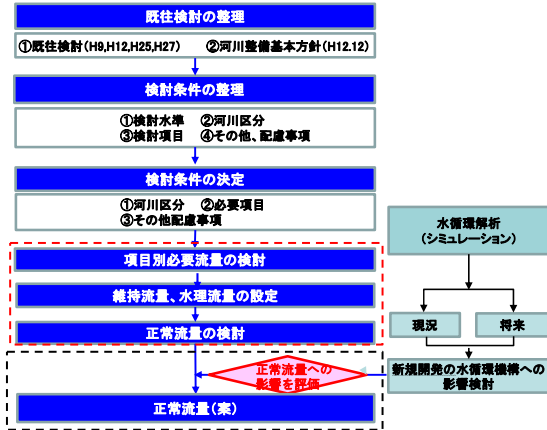 既往検討の整理
①既往検討(H9,H12,H25,H27) ②河川整備基本方針(H12.12)
検討条件の整理
①検討水準 ②河川区分
③検討項目 ④その他、配慮事項
検討条件の決定
①河川区分 ②必要項目
③その他配慮事項
項目別必要流量の検討
維持流量、水理流量の設定
正常流量の検討
正常流量への
影響を評価
正常流量(案)
水循環解析
(シミュレーション)
現況
将来
新規開発の水循環機構への
影響検討